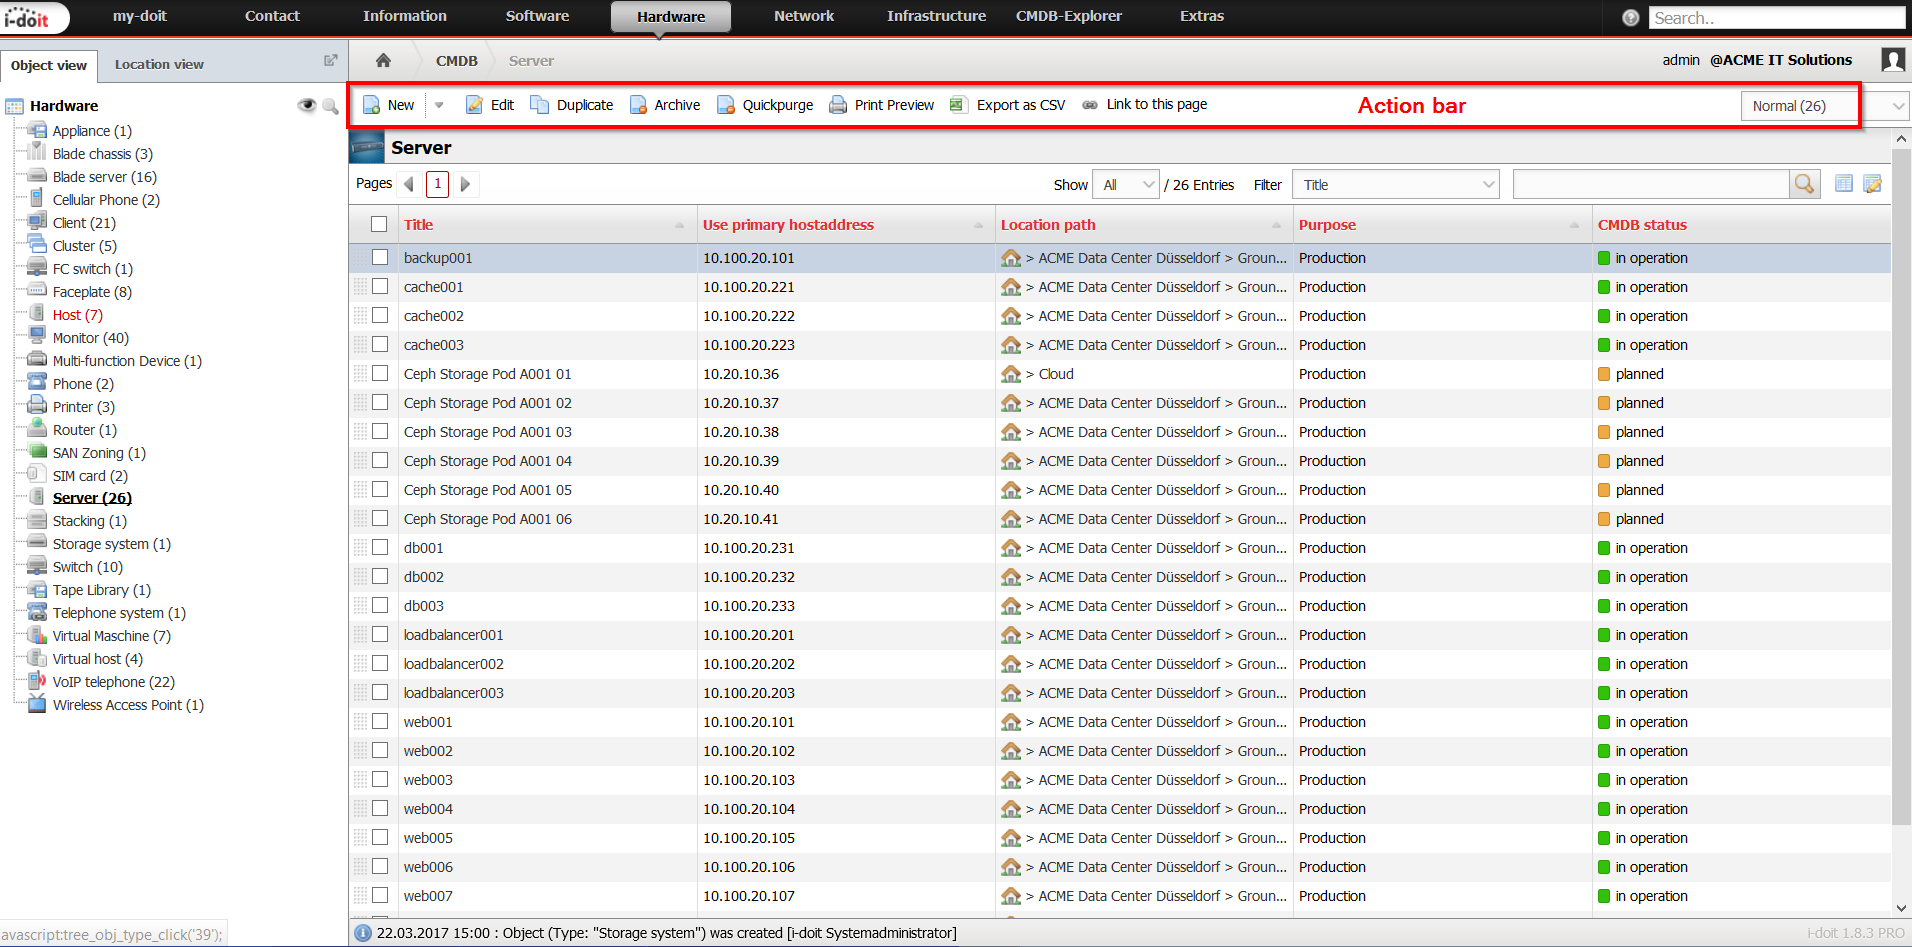 i-doit my-doit Contact Information Software Hardware Network Infrastructure CMDB-Explorer Extras ? Search..
Object view Location view CMDB Server admin @ACME IT Solutions
New Edit Duplicate Archive Quickpurge Print Preview Export as CSV Link to this page Action bar Normal (26)
Hardware
Appliance (1)
Blade chassis (3)
Blade server (16)
Cellular Phone (2)
Client (21)
Cluster (5)
FC switch (1)
Faceplate (8)
Host (7)
Monitor (40)
Multi-function Device (1)
Phone (2)
Printer (3)
Router (1)
SAN Zoning (1)
SIM card (2)
Server (26)
Stacking (1)
Storage system (1)
Switch (10)
Tape Library (1)
Telephone system (1)
Virtual Maschine (7)
Virtual host (4)
VoIP telephone (22)
Wireless Access Point (1)
Server
Pages 1 Show All / 26 Entries Filter Title
Title Use primary hostaddress Location path Purpose CMDB status
backup001 10.100.20.101 > ACME Data Center Düsseldorf > Groun... Production in operation
cache001 10.100.20.221 > ACME Data Center Düsseldorf > Groun... Production in operation
cache002 10.100.20.222 > ACME Data Center Düsseldorf > Groun... Production in operation
cache003 10.100.20.223 > ACME Data Center Düsseldorf > Groun... Production in operation
Ceph Storage Pod A001 01 10.20.10.36 > Cloud Production planned
Ceph Storage Pod A001 02 10.20.10.37 > ACME Data Center Düsseldorf > Groun... Production planned
Ceph Storage Pod A001 03 10.20.10.38 > ACME Data Center Düsseldorf > Groun... Production planned
Ceph Storage Pod A001 04 10.20.10.39 > ACME Data Center Düsseldorf > Groun... Production planned
Ceph Storage Pod A001 05 10.20.10.40 > ACME Data Center Düsseldorf > Groun... Production planned
Ceph Storage Pod A001 06 10.20.10.41 > ACME Data Center Düsseldorf > Groun... Production planned
db001 10.100.20.231 > ACME Data Center Düsseldorf > Groun... Production in operation
db002 10.100.20.232 > ACME Data Center Düsseldorf > Groun... Production in operation
db003 10.100.20.233 > ACME Data Center Düsseldorf > Groun... Production in operation
loadbalancer001 10.100.20.201 > ACME Data Center Düsseldorf > Groun... Production in operation
loadbalancer002 10.100.20.202 > ACME Data Center Düsseldorf > Groun... Production in operation
loadbalancer003 10.100.20.203 > ACME Data Center Düsseldorf > Groun... Production in operation
web001 10.100.20.101 > ACME Data Center Düsseldorf > Groun... Production in operation
web002 10.100.20.102 > ACME Data Center Düsseldorf > Groun... Production in operation
web003 10.100.20.103 > ACME Data Center Düsseldorf > Groun... Production in operation
web004 10.100.20.104 > ACME Data Center Düsseldorf > Groun... Production in operation
web005 10.100.20.105 > ACME Data Center Düsseldorf > Groun... Production in operation
web006 10.100.20.106 > ACME Data Center Düsseldorf > Groun... Production in operation
web007 10.100.20.107 > ACME Data Center Düsseldorf > Groun... Production in operation
avascript:tree_obj_type_click('39'); 22.03.2017 15:00 : Object (Type: "Storage system") was created [i-doit Systemadministrator] i-doit 1.8.3 PRO